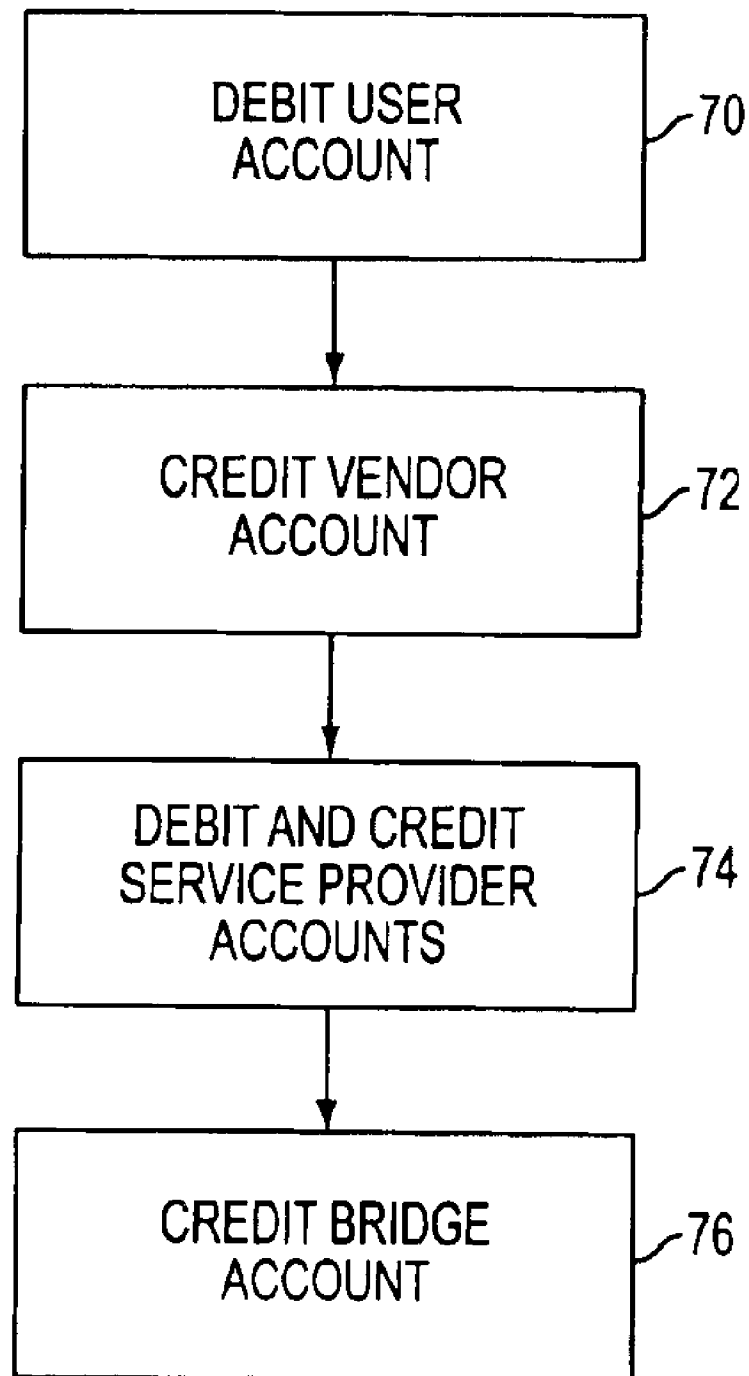 DEBIT USER
ACCOUNT
70
CREDIT VENDOR
ACCOUNT
72
DEBIT AND CREDIT
SERVICE PROVIDER
ACCOUNTS
74
CREDIT BRIDGE
ACCOUNT
76